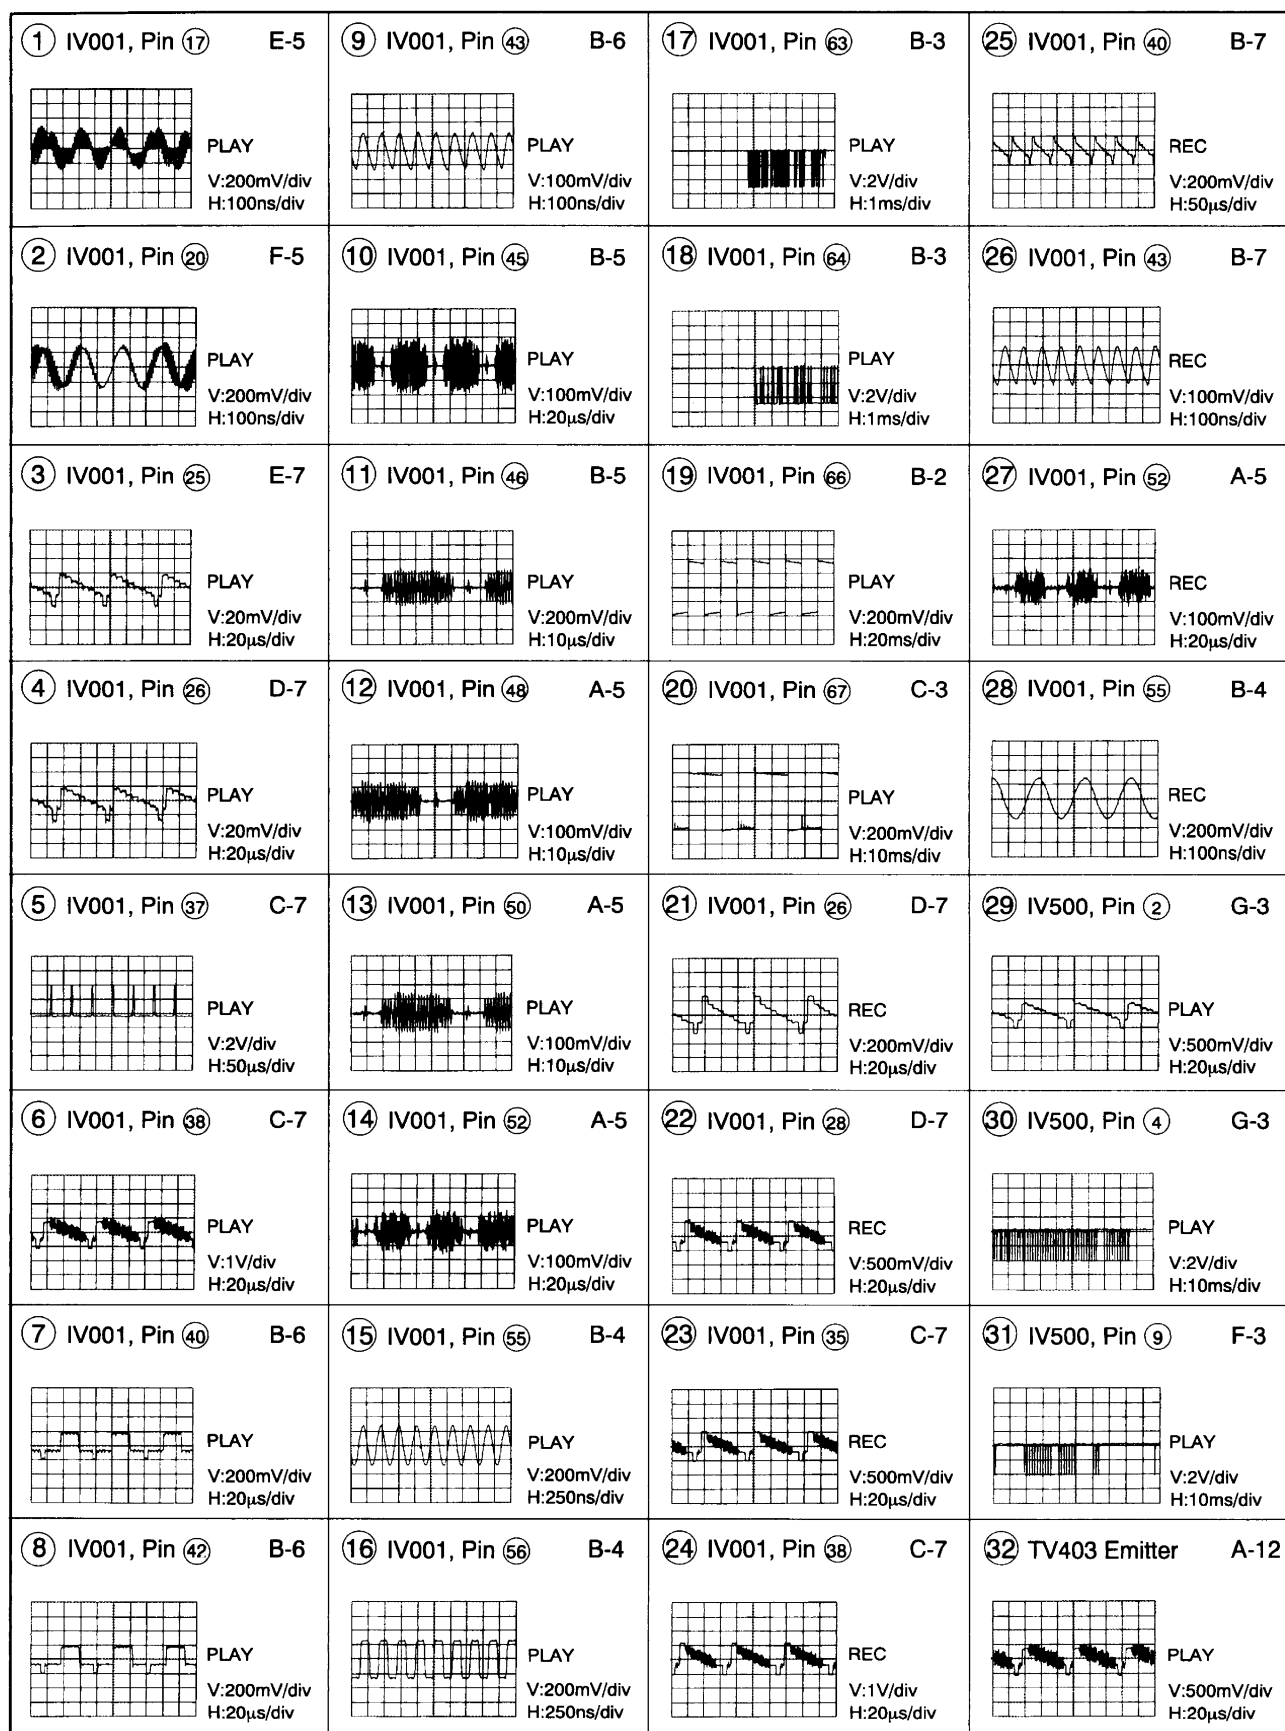 1 IV001, Pin 17 E-5
PLAY
V:200mV/div
H:100ns/div
2 IV001, Pin 20 F-5
PLAY
V:200mV/div
H:100ns/div
3 IV001, Pin 25 E-7
PLAY
V:20mV/div
H:20µs/div
4 IV001, Pin 26 D-7
PLAY
V:20mV/div
H:20µs/div
5 IV001, Pin 37 C-7
PLAY
V:2V/div
H:50µs/div
6 IV001, Pin 38 C-7
PLAY
V:1V/div
H:20µs/div
7 IV001, Pin 40 B-6
PLAY
V:200mV/div
H:20µs/div
8 IV001, Pin 42 B-6
PLAY
V:200mV/div
H:20µs/div
9 IV001, Pin 43 B-6
PLAY
V:100mV/div
H:100ns/div
10 IV001, Pin 45 B-5
PLAY
V:100mV/div
H:20µs/div
11 IV001, Pin 46 B-5
PLAY
V:200mV/div
H:10µs/div
12 IV001, Pin 48 A-5
PLAY
V:100mV/div
H:10µs/div
13 IV001, Pin 50 A-5
PLAY
V:100mV/div
H:10µs/div
14 IV001, Pin 52 A-5
PLAY
V:100mV/div
H:20µs/div
15 IV001, Pin 55 B-4
PLAY
V:200mV/div
H:250ns/div
16 IV001, Pin 56 B-4
PLAY
V:200mV/div
H:250ns/div
17 IV001, Pin 63 B-3
PLAY
V:2V/div
H:1ms/div
18 IV001, Pin 64 B-3
PLAY
V:2V/div
H:1ms/div
19 IV001, Pin 66 B-2
PLAY
V:200mV/div
H:20ms/div
20 IV001, Pin 67 C-3
PLAY
V:200mV/div
H:10ms/div
21 IV001, Pin 26 D-7
REC
V:200mV/div
H:20µs/div
22 IV001, Pin 28 D-7
REC
V:500mV/div
H:20µs/div
23 IV001, Pin 35 C-7
REC
V:500mV/div
H:20µs/div
24 IV001, Pin 38 C-7
REC
V:1V/div
H:20µs/div
25 IV001, Pin 40 B-7
REC
V:200mV/div
H:50µs/div
26 IV001, Pin 43 B-7
REC
V:100mV/div
H:100ns/div
27 IV001, Pin 52 A-5
REC
V:100mV/div
H:20µs/div
28 IV001, Pin 55 B-4
REC
V:200mV/div
H:100ns/div
29 IV500, Pin 2 G-3
PLAY
V:500mV/div
H:20µs/div
30 IV500, Pin 4 G-3
PLAY
V:2V/div
H:10ms/div
31 IV500, Pin 9 F-3
PLAY
V:2V/div
H:10ms/div
32 TV403 Emitter A-12
PLAY
V:500mV/div
H:20µs/div